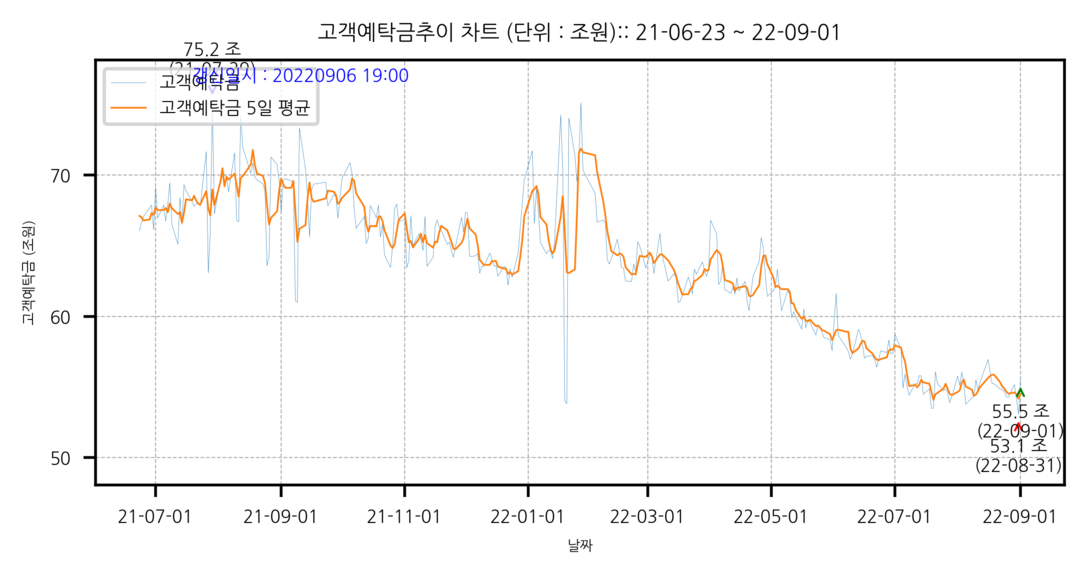 고객예탁금추이 차트 (단위 : 조원):: 21-06-23 ~ 22-09-01
75.2 조
(21-07-29)
갱신일시 : 20220906 19:00
고객예탁금
고객예탁금 5일 평균
고객예탁금 (조원)
70
60
50
55.5 조
(22-09-01)
53.1 조
(22-08-31)
21-07-01
21-09-01
21-11-01
22-01-01
22-03-01
22-05-01
22-07-01
22-09-01
날짜